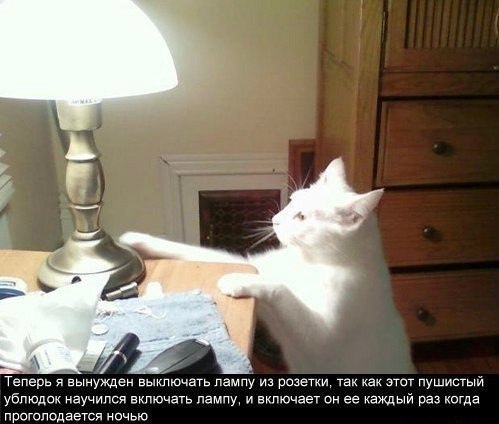 Теперь я вынужден выключать лампу из розетки, так как этот пушистый
ублюдок научился включать лампу, и включает он ее каждый раз когда
проголодается ночью